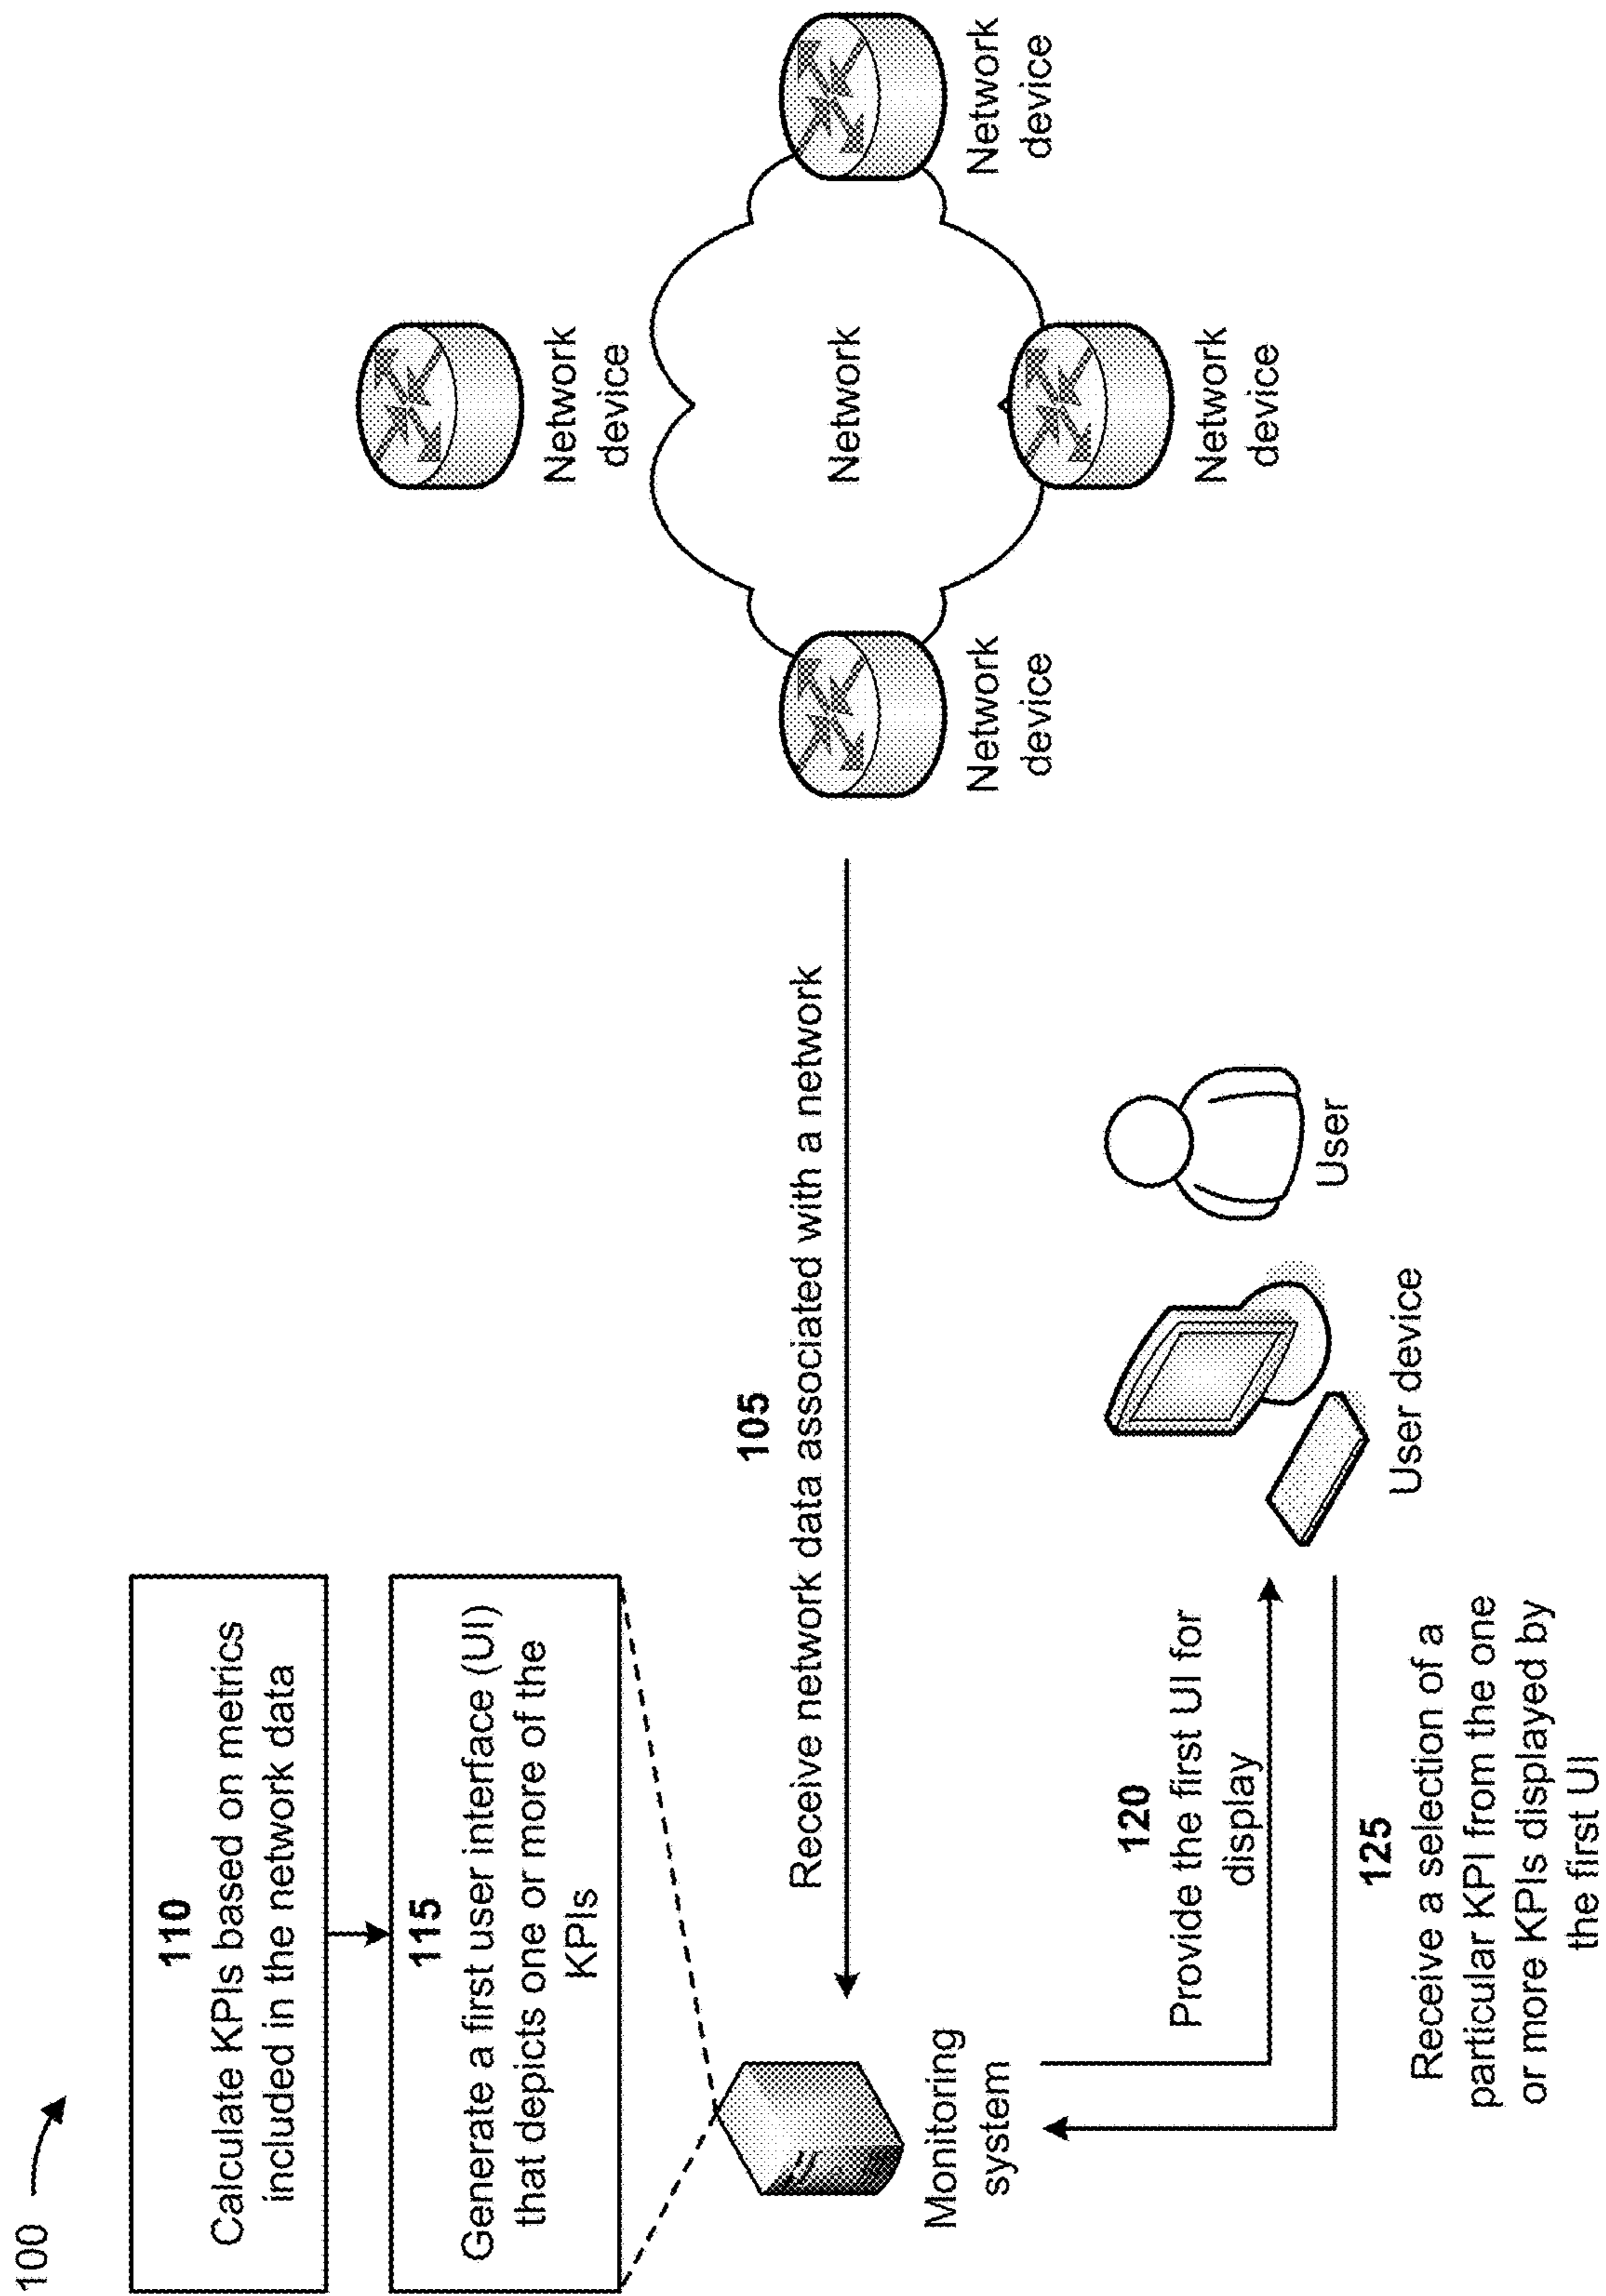 100
110
Calculate KPIs based on metrics
included in the network data
115
Generate a first user interface (UI)
that depicts one or more of the
KPIs
Network
device
Network
Network
device
Network
device
Network
device
105
Receive network data associated with a network
Monitoring
system
120
Provide the first UI for
display
125
Receive a selection of a
particular KPI from the one
or more KPIs displayed by
the first UI
User device
User